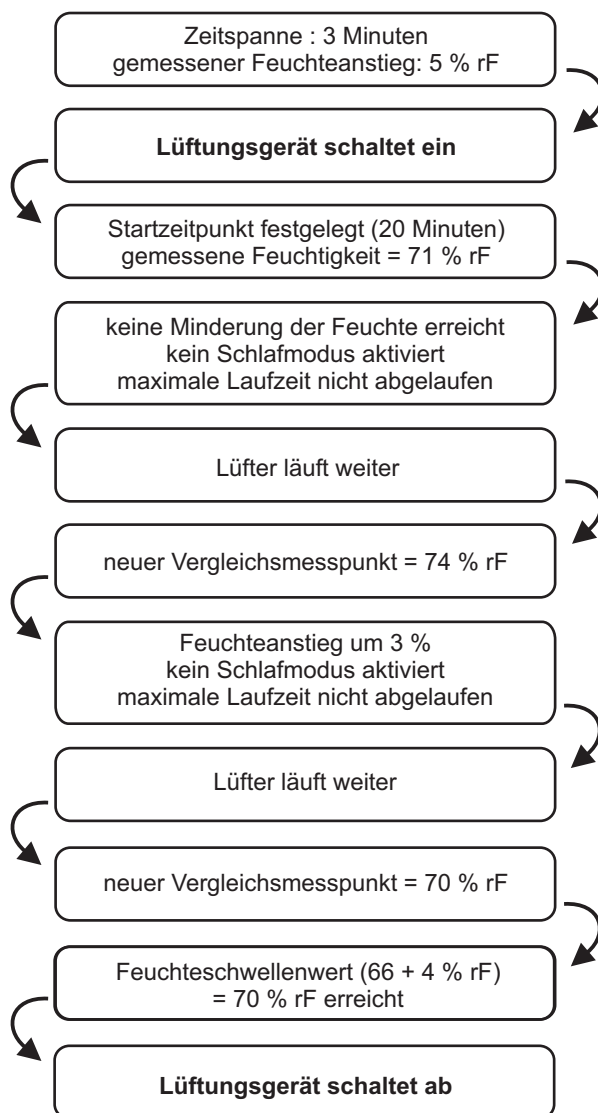 Zeitspanne : 3 Minuten
gemessener Feuchteanstieg: 5 % rF
Lüftungsgerät schaltet ein
Startzeitpunkt festgelegt (20 Minuten)
gemessene Feuchtigkeit = 71 % rF
keine Minderung der Feuchte erreicht
kein Schlafmodus aktiviert
maximale Laufzeit nicht abgelaufen
Lüfter läuft weiter
neuer Vergleichsmesspunkt = 74 % rF
Feuchteanstieg um 3 %
kein Schlafmodus aktiviert
maximale Laufzeit nicht abgelaufen
Lüfter läuft weiter
neuer Vergleichsmesspunkt = 70 % rF
Feuchteschwellenwert (66 + 4 % rF)
= 70 % rF erreicht
Lüftungsgerät schaltet ab